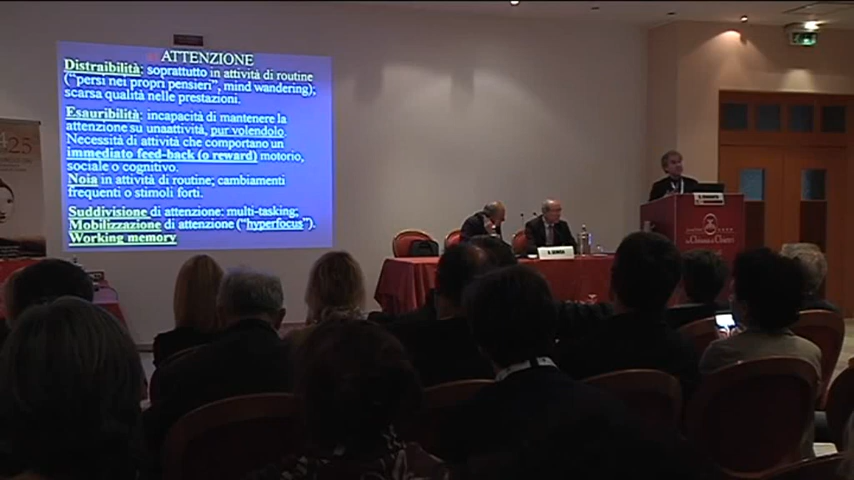 ATTENZIONE
Distraibilità: soprattutto in attività di routine
("persi nei propri pensieri", mind wandering);
scarsa qualità nelle prestazioni.
Esauribilità: incapacità di mantenere la
attenzione su unaattività, pur volendolo.
Necessità di attività che comportano un
immediato feed-back (o reward) motorio,
sociale o cognitivo.
Noia in attività di routine; cambiamenti
frequenti o stimoli forti.
Suddivisione di attenzione: multi-tasking;
Mobilizzazione di attenzione ("hyperfocus").
Working memory
25